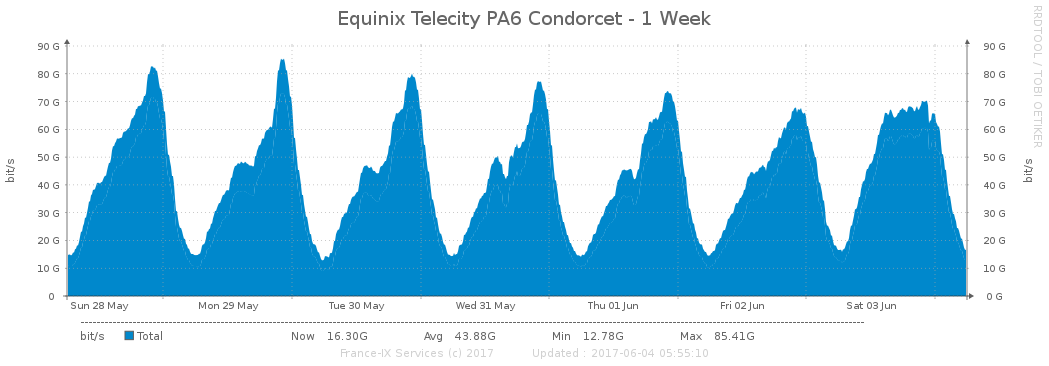 Equinix Telecity PA6 Condorcet - 1 Week
RRDTOOL / TOBI OETIKER
bit/s
bit/s
90 G 90 G
80 G 80 G
70 G 70 G
60 G 60 G
50 G 50 G
40 G 40 G
30 G 30 G
20 G 20 G
10 G 10 G
0 0 G
Sun 28 May Mon 29 May Tue 30 May Wed 31 May Thu 01 Jun Fri 02 Jun Sat 03 Jun
bit/s Total Now 16.30G Avg 43.88G Min 12.78G Max 85.41G
France-IX Services (c) 2017 Updated : 2017-06-04 05:55:10